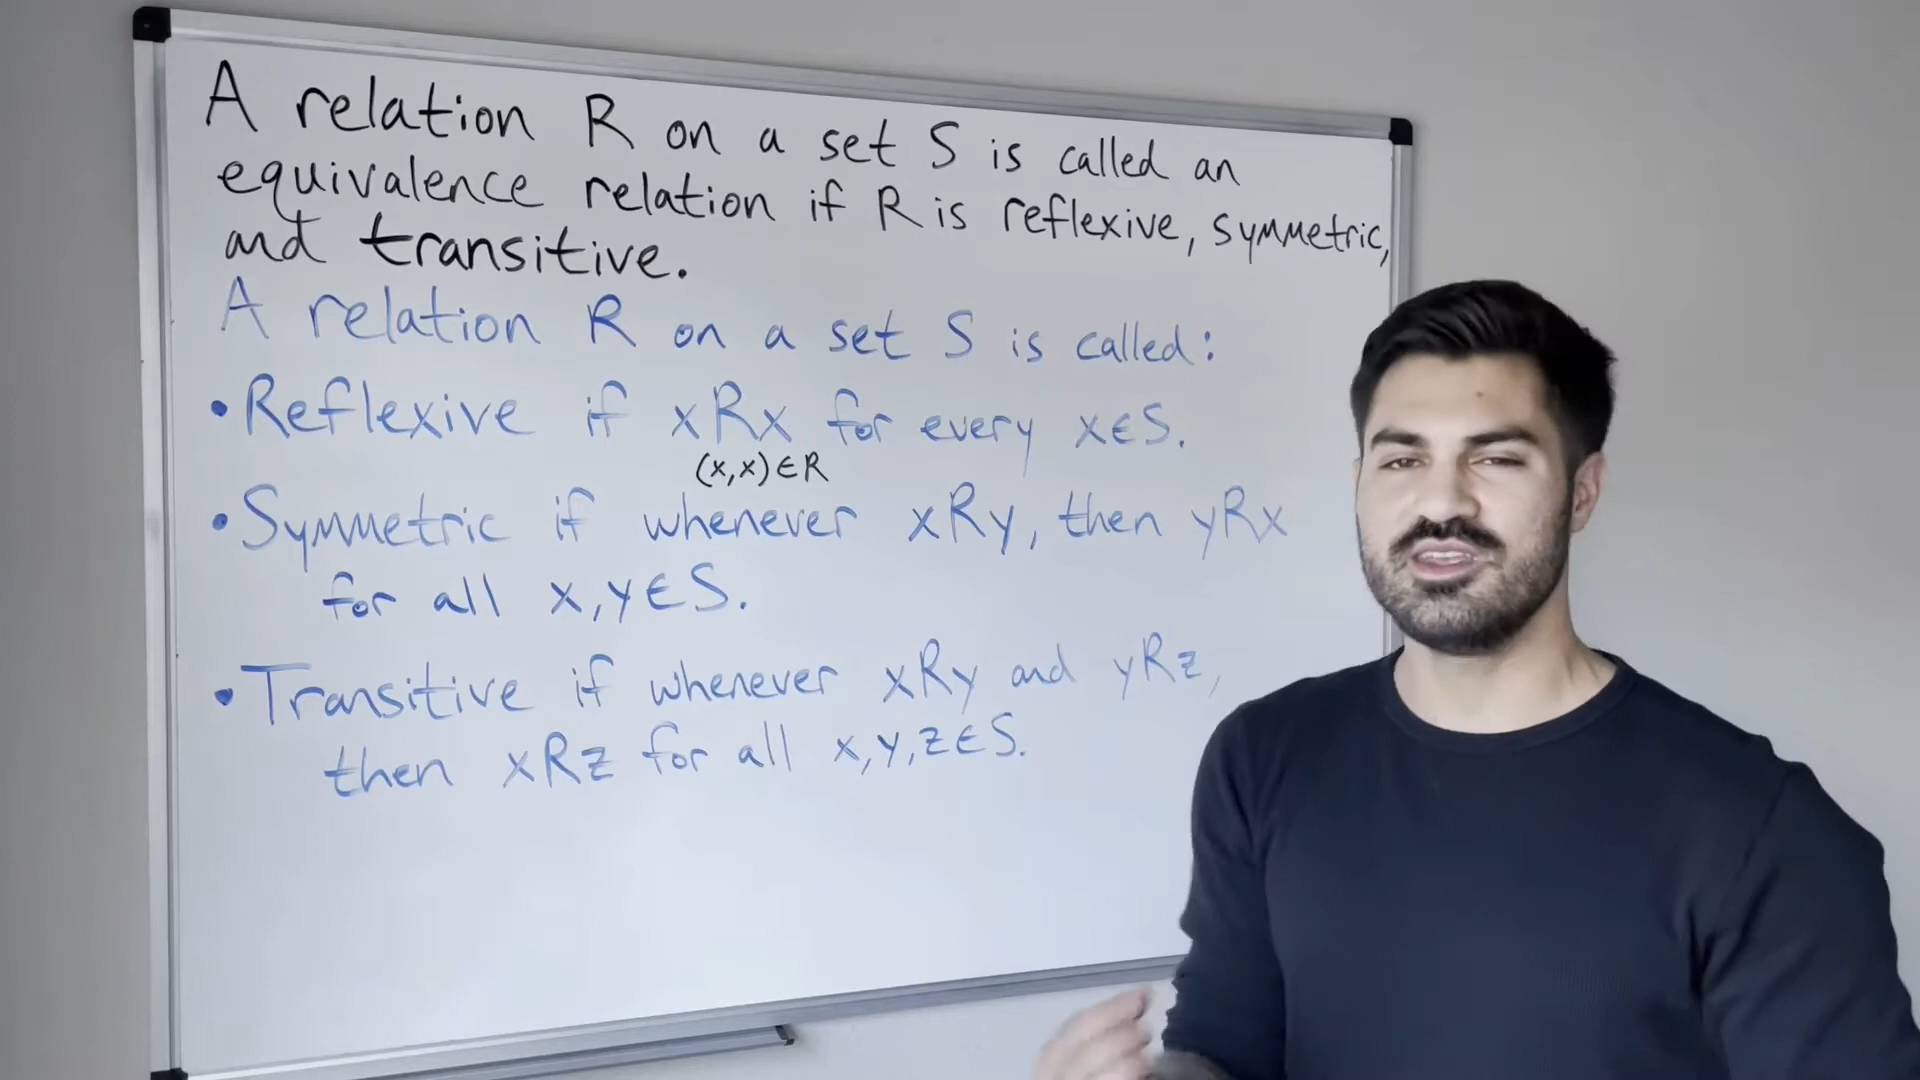 A relation R on a set S is called an
equivalence relation if R is reflexive, symmetric,
and transitive.
A relation R on a set S is called:
• Reflexive if xRx for every x∈S.
(x,x)∈R
• Symmetric if whenever xRy, then yRx
for all x,y∈S.
• Transitive if whenever xRy and yRz,
then xRz for all x,y,z∈S.